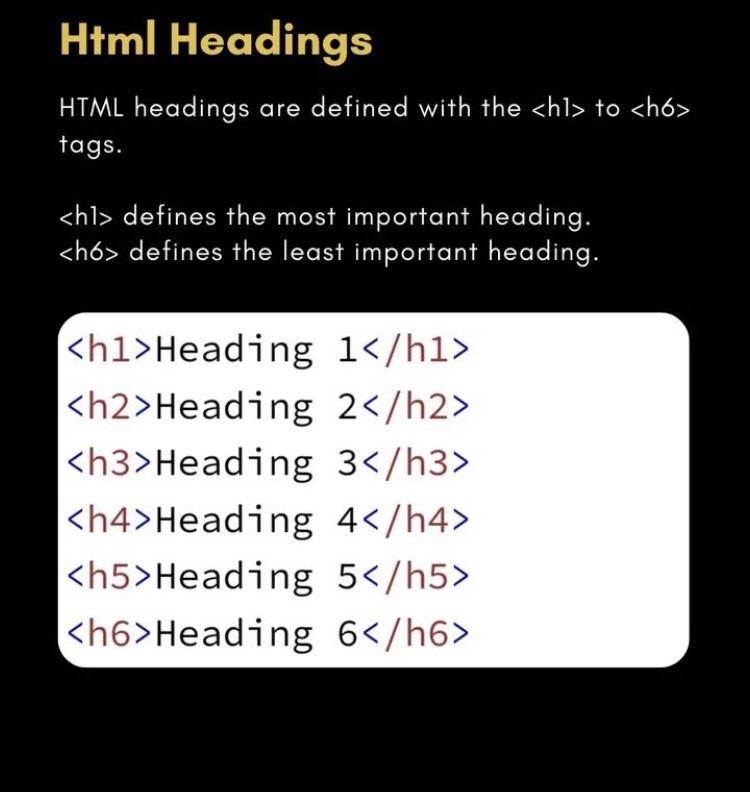 Html Headings
HTML headings are defined with the <h1> to <h6>
tags.
<h1> defines the most important heading.
<h6> defines the least important heading.
<h1>Heading 1</h1>
<h2>Heading 2</h2>
<h3>Heading 3</h3>
<h4>Heading 4</h4>
<h5>Heading 5</h5>
<h6>Heading 6</h6>